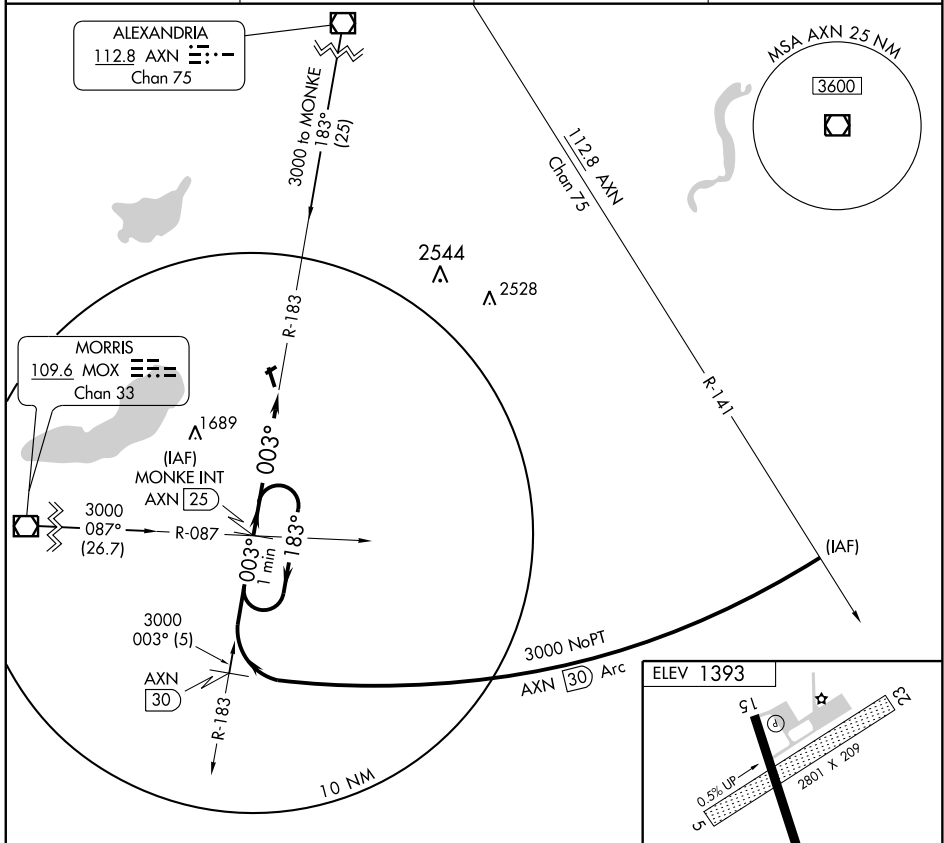 ALEXANDRIA
112.8 AXN
Chan 75
3000 to MONKE
183°
(25)
112.8 AXN
Chan 75
MSA AXN 25 NM
3600
2544
2528
R-183
MORRIS
109.6 MOX
Chan 33
1689
(IAF)
MONKE INT
AXN 25
003°
R-141
3000
087°
(26.7)
R-087
003°
1 min
183°
(IAF)
3000
003° (5)
AXN
30
R-183
3000 NoPT
AXN 30 Arc
10 NM
ELEV 1393
15
P
23
0.5% UP
2801 X 209
5